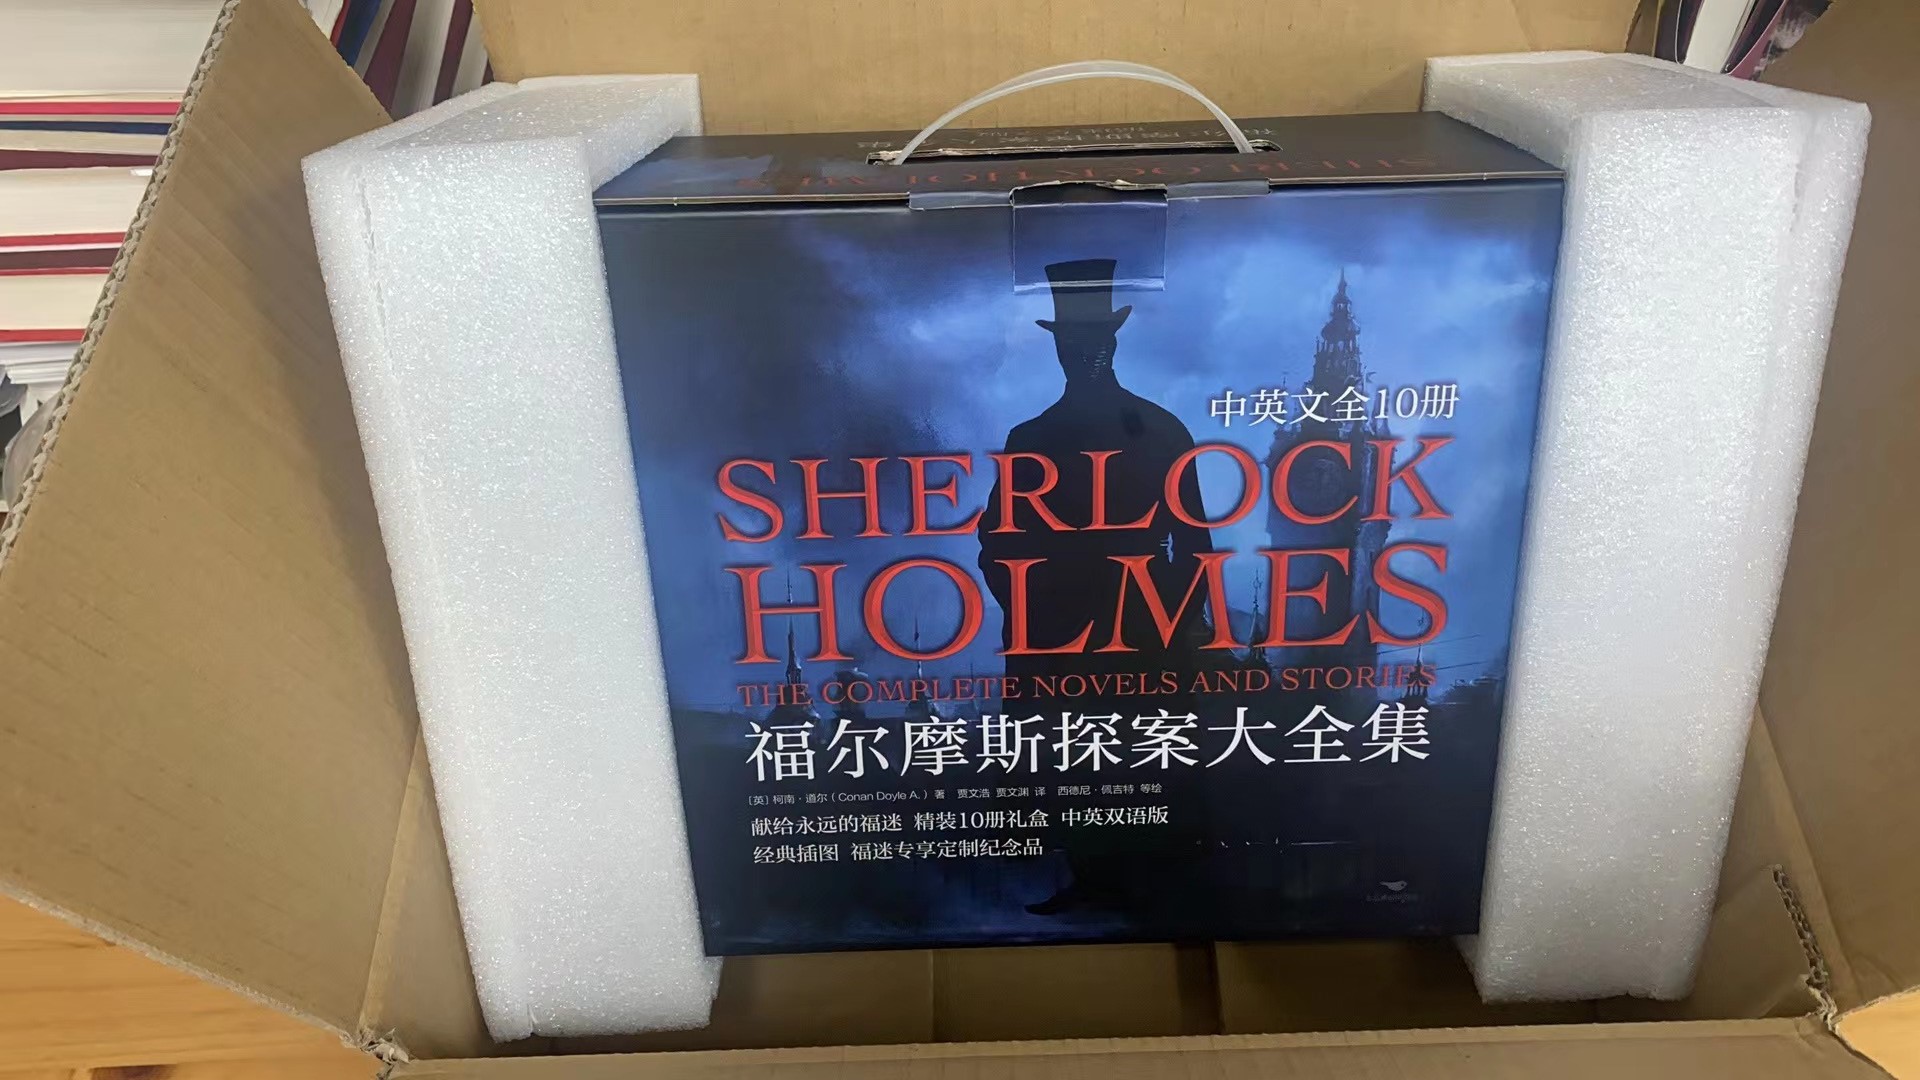 SHERLOCK HOLMES
中英文全10册
SHERLOCK
HOLMES
THE COMPLETE NOVELS AND STORIES
福尔摩斯探案大全集
[英] 柯南·道尔（Conan Doyle A.）著 贾文浩 贾文渊 译 西德尼·佩吉特 等绘
献给永远的福迷 精装10册礼盒 中英双语版
经典插图 福迷专享定制纪念品